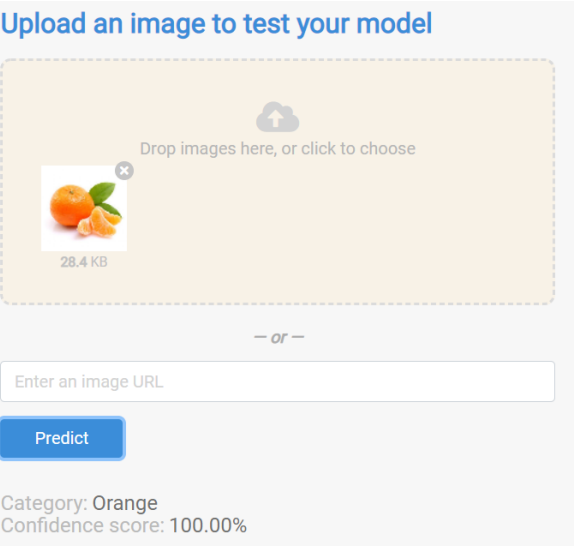 Upload an image to test your model
Drop images here, or click to choose
28.4 KB
— or —
Enter an image URL
Predict
Category: Orange
Confidence score: 100.00%